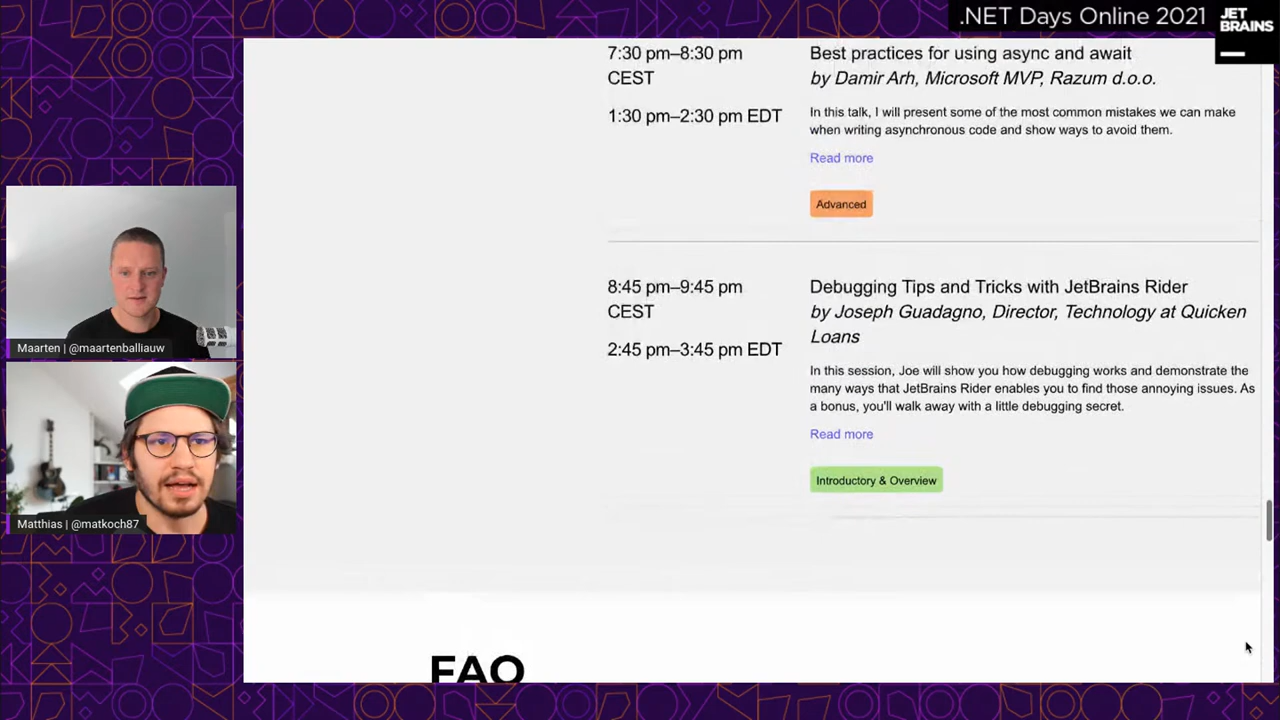 .NET Days Online 2021
JET
BRAINS
7:30 pm–8:30 pm
CEST
1:30 pm–2:30 pm EDT
Best practices for using async and await
by Damir Arh, Microsoft MVP, Razum d.o.o.
In this talk, I will present some of the most common mistakes we can make
when writing asynchronous code and show ways to avoid them.
Read more
Advanced
8:45 pm–9:45 pm
CEST
2:45 pm–3:45 pm EDT
Debugging Tips and Tricks with JetBrains Rider
by Joseph Guadagno, Director, Technology at Quicken
Loans
In this session, Joe will show you how debugging works and demonstrate the
many ways that JetBrains Rider enables you to find those annoying issues. As
a bonus, you'll walk away with a little debugging secret.
Read more
Introductory & Overview
FAQ
Maarten | @maartenballiauw
Matthias | @matkoch87